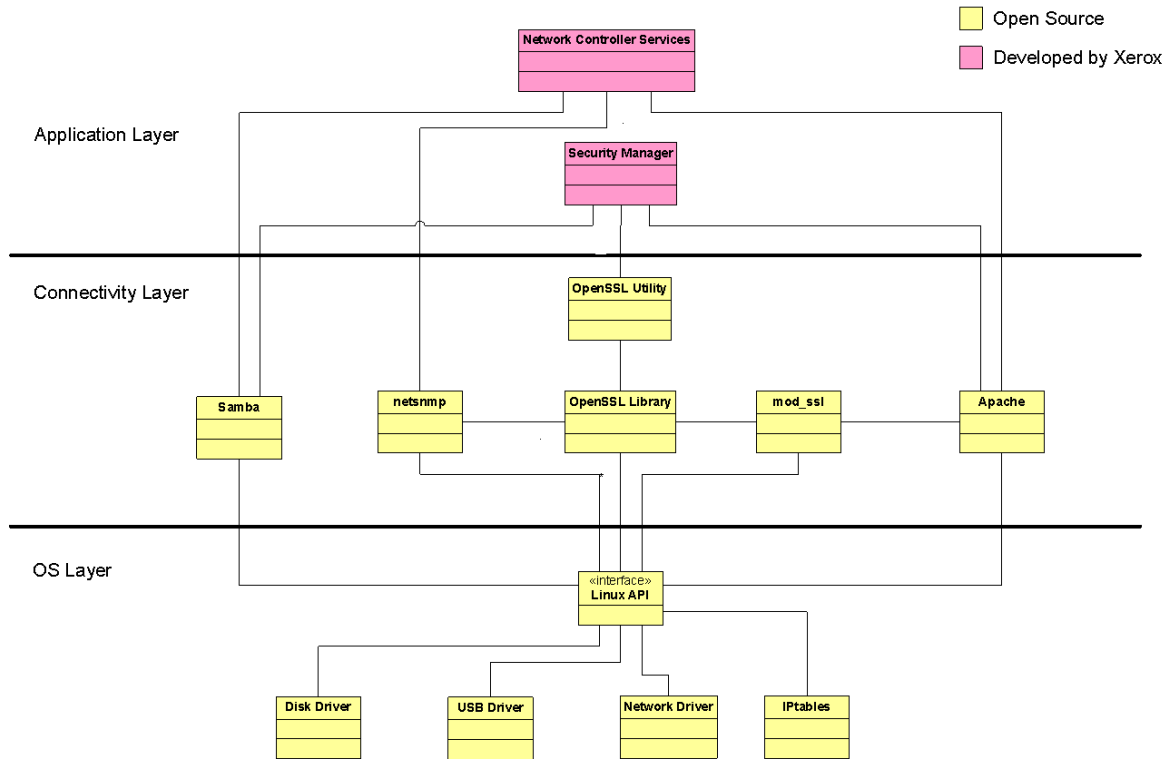 Open Source
Developed by Xerox
Network Controller Services
Application Layer
Security Manager
Connectivity Layer
OpenSSL Utility
Samba
netsnmp
OpenSSL Library
mod_ssl
Apache
OS Layer
«interface»
Linux API
Disk Driver
USB Driver
Network Driver
IPtables